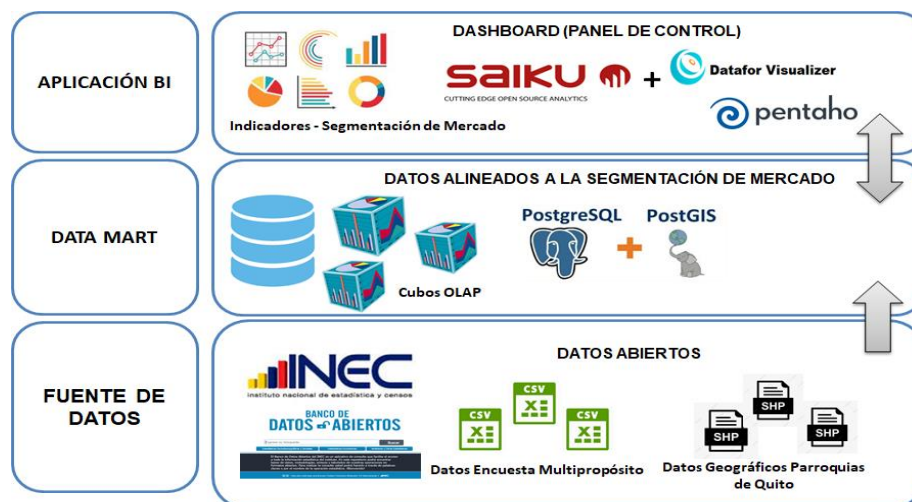 APLICACIÓN BI
DASHBOARD (PANEL DE CONTROL)
SAIKU
CUTTING EDGE OPEN SOURCE ANALYTICS
+
Datafor Visualizer
pentaho
Indicadores - Segmentación de Mercado
DATA MART
DATOS ALINEADOS A LA SEGMENTACIÓN DE MERCADO
Cubos OLAP
PostgreSQL
+
PostGIS
FUENTE DE
DATOS
DATOS ABIERTOS
INEC
instituto nacional de estadística y censos
BANCO DE
DATOS ABIERTOS
Buscar
CSV
CSV
CSV
Datos Encuesta Multipropósito
SHP
SHP
SHP
Datos Geográficos Parroquias
de Quito